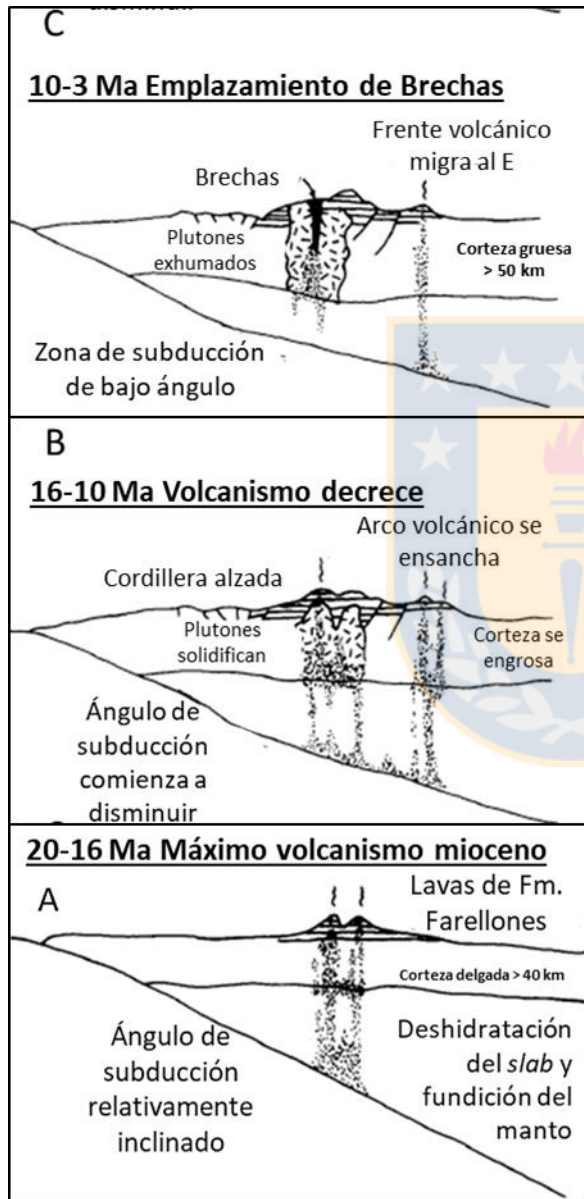 C
10-3 Ma Emplazamiento de Brechas
Frente volcánico
migra al E
Brechas
Plutones
exhumados
Corteza gruesa
> 50 km
Zona de subducción
de bajo ángulo
B
16-10 Ma Volcanismo decrece
Arco volcánico se
ensancha
Cordillera alzada
Plutones
solidifican
Corteza se
engrosa
Ángulo de
subducción
comienza a
disminuir
20-16 Ma Máximo volcanismo mioceno
A
Lavas de Fm.
Farellones
Corteza delgada > 40 km
Ángulo de
subducción
relativamente
inclinado
Deshidratación
del slab y
fundición del
manto